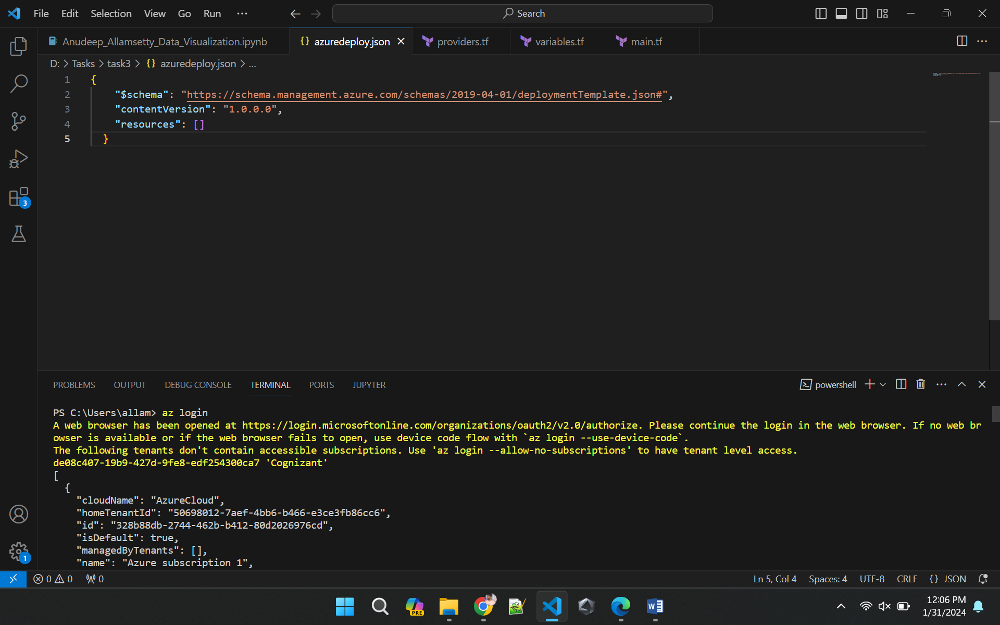 File Edit Selection View Go Run ··· Search
Anudeep_Allamsetty_Data_Visualization.ipynb {} azuredeploy.json providers.tf variables.tf main.tf
D: > Tasks > task3 > {} azuredeploy.json > ...
1 {
2 "$schema": "https://schema.management.azure.com/schemas/2019-04-01/deploymentTemplate.json#",
3 "contentVersion": "1.0.0.0",
4 "resources": []
5 }
3
PROBLEMS OUTPUT DEBUG CONSOLE TERMINAL PORTS JUPYTER powershell
PS C:\Users\allam> az login
A web browser has been opened at https://login.microsoftonline.com/organizations/oauth2/v2.0/authorize. Please continue the login in the web browser. If no web br
owser is available or if the web browser fails to open, use device code flow with `az login --use-device-code`.
The following tenants don't contain accessible subscriptions. Use 'az login --allow-no-subscriptions' to have tenant level access.
de08c407-19b9-427d-9fe8-edf254300ca7 'Cognizant'
[
{
"cloudName": "AzureCloud",
"homeTenantId": "50698012-7aef-4bb6-b466-e3ce3fb86cc6",
"id": "328b88db-2744-462b-b412-80d2026976cd",
"isDefault": true,
"managedByTenants": [],
"name": "Azure subscription 1",
1
0 0 0 Ln 5, Col 4 Spaces: 4 UTF-8 CRLF {} JSON
PRE W
12:06 PM
1/31/2024